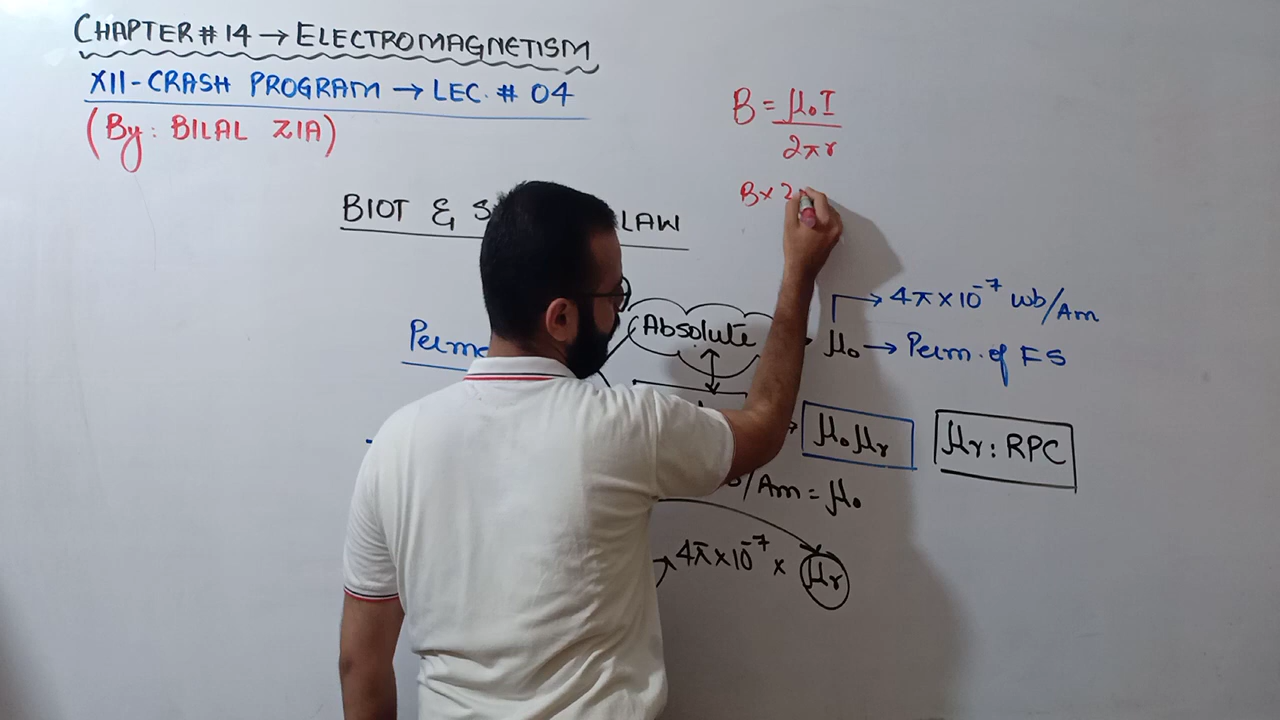 CHAPTER # 14 → ELECTROMAGNETISM
XII-CRASH PROGRAM → LEC. # 04
(By: BILAL ZIA)
B = μ₀I
2πr
B × 2
BIOT & LAW
4π×10⁻⁷ Wb/Am
Absolute
μ₀ → Perm. of FS
μ₀μr
μr : RPC
/Am = μ₀
4π×10⁻⁷ × μr